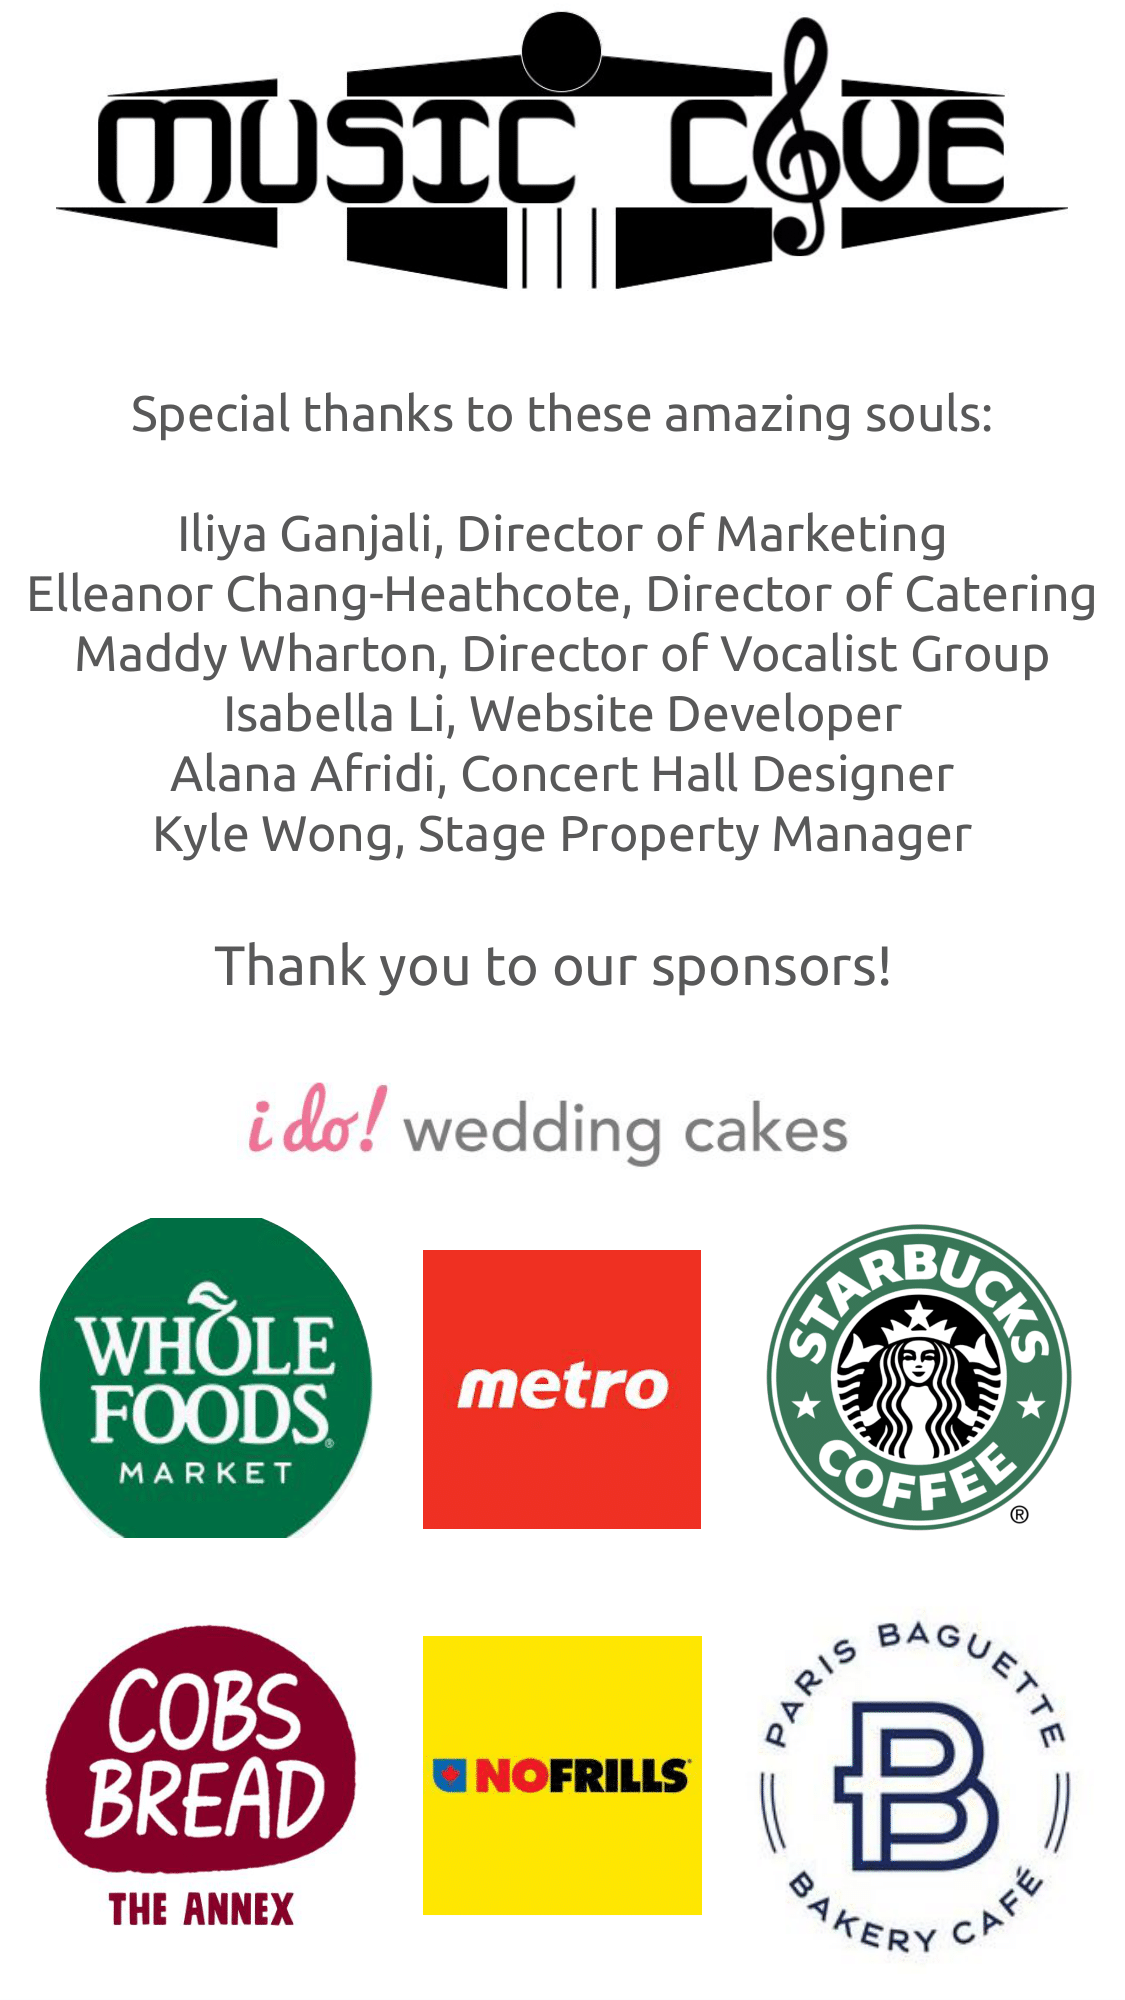 MUSIC CAVE
Special thanks to these amazing souls:
Iliya Ganjali, Director of Marketing
Elleanor Chang-Heathcote, Director of Catering
Maddy Wharton, Director of Vocalist Group
Isabella Li, Website Developer
Alana Afridi, Concert Hall Designer
Kyle Wong, Stage Property Manager
Thank you to our sponsors!
i do! wedding cakes
WHOLE
FOODS®
MARKET
metro
STARBUCKS
COFFEE
®
COBS
BREAD
THE ANNEX
NOFRILLS
PARIS BAGUETTE
B
BAKERY CAFÉ